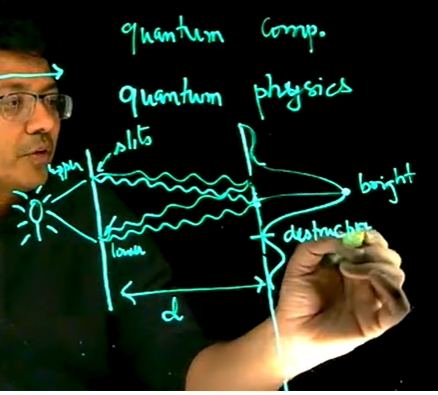 quantum comp.
quantum physics
slits
upper
bright
destructive
lower
d